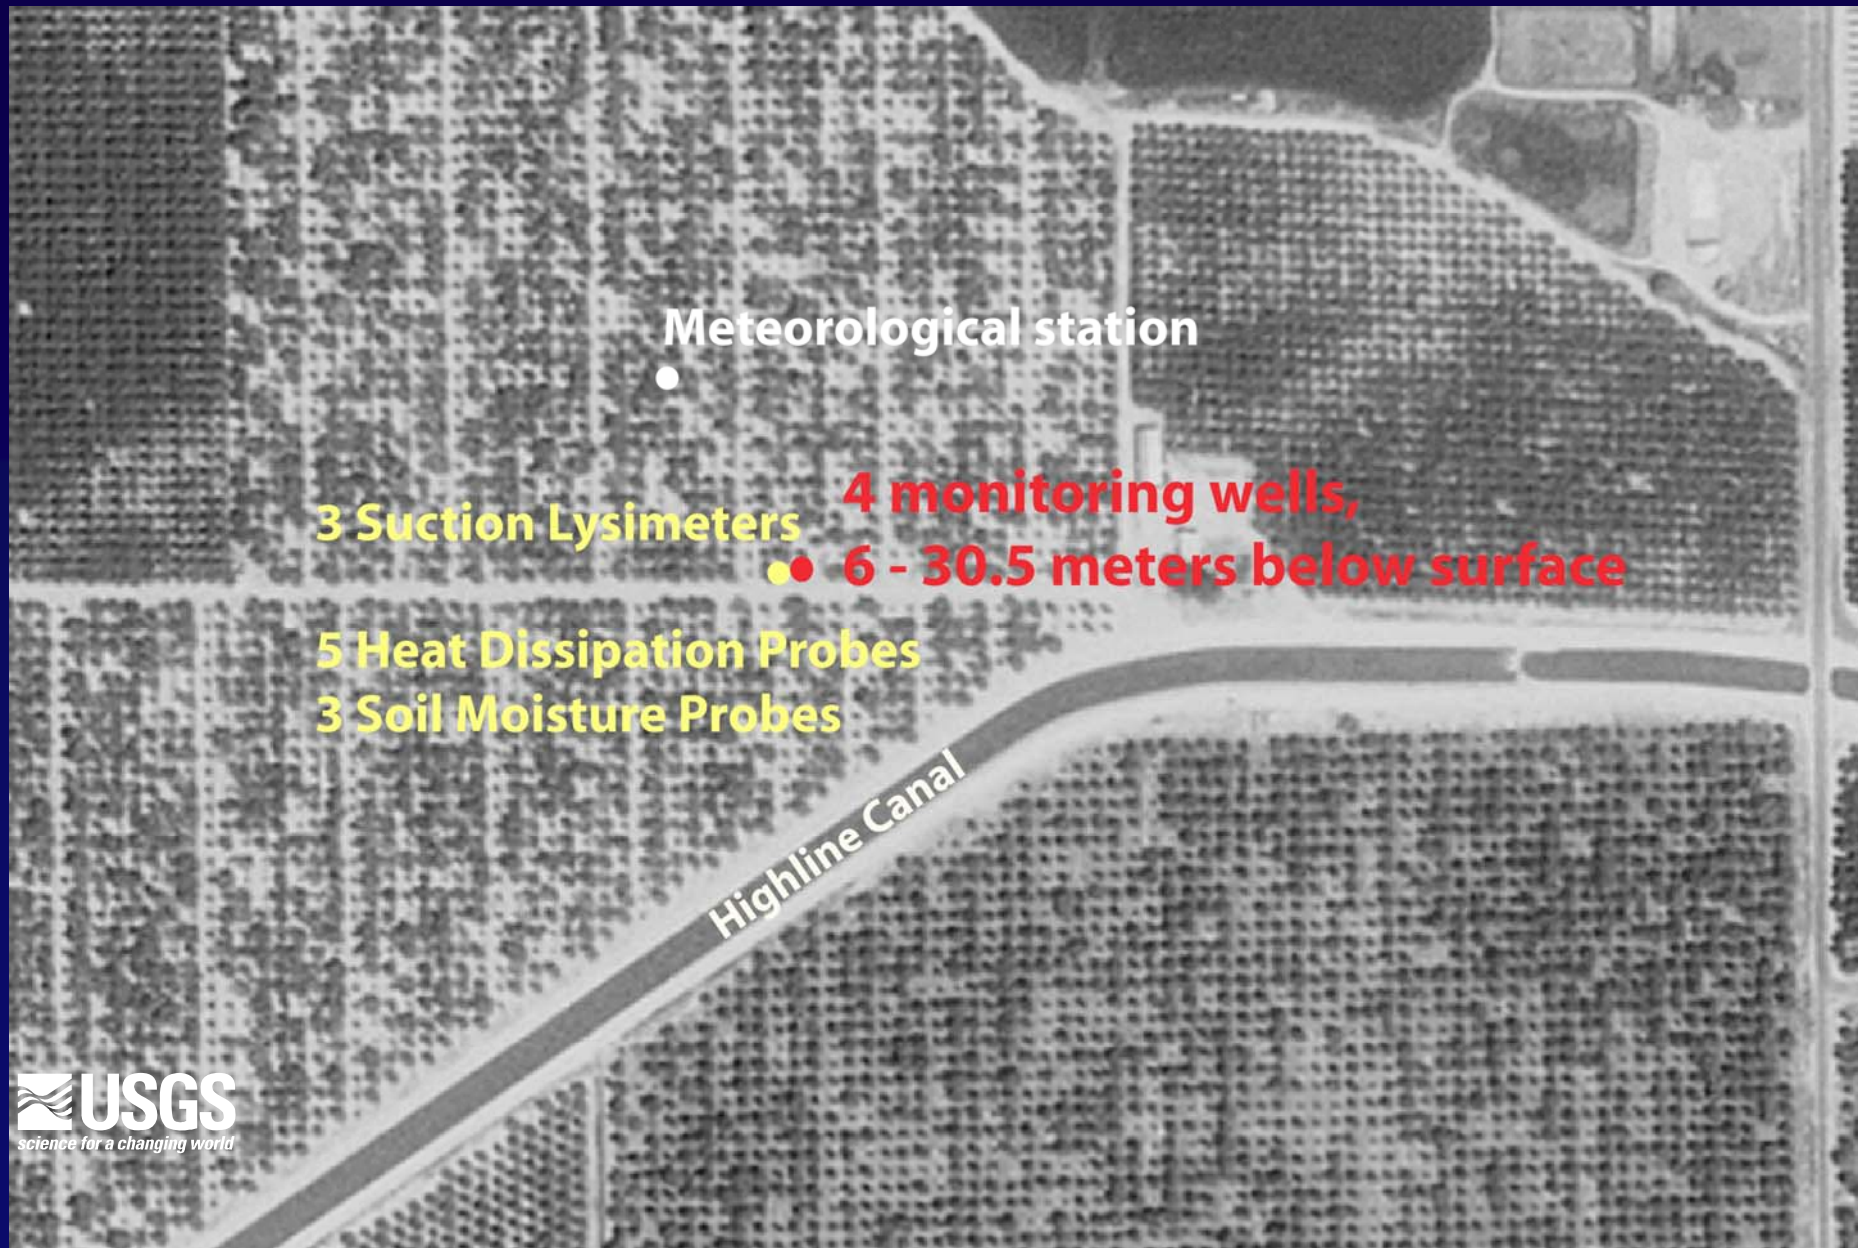 Meteorological station
3 Suction Lysimeters
4 monitoring wells,
6 - 30.5 meters below surface
5 Heat Dissipation Probes
3 Soil Moisture Probes
Highline Canal
USGS
science for a changing world